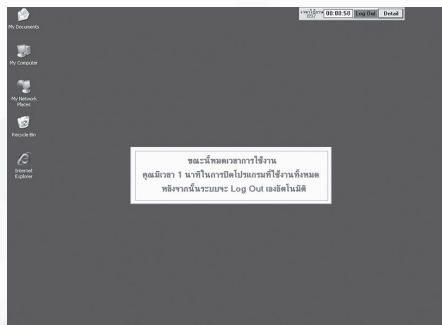 My Documents
00:00:50 Log Out Detail
My Computer
My Network
Places
Recycle Bin
Internet
Explorer
ขณะนี้หมดเวลาการใช้งาน
คุณมีเวลา 1 นาทีในการปิดโปรแกรมที่ใช้งานทั้งหมด
หลังจากนั้นระบบจะ Log Out เองอัตโนมัติ